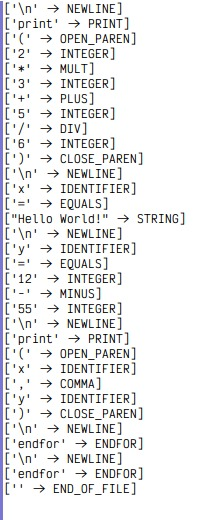 ['\n' → NEWLINE]
['print' → PRINT]
['(' → OPEN_PAREN]
['2' → INTEGER]
['*' → MULT]
['3' → INTEGER]
['+' → PLUS]
['5' → INTEGER]
['/' → DIV]
['6' → INTEGER]
[')' → CLOSE_PAREN]
['\n' → NEWLINE]
['x' → IDENTIFIER]
['=' → EQUALS]
["Hello World!" → STRING]
['\n' → NEWLINE]
['y' → IDENTIFIER]
['=' → EQUALS]
['12' → INTEGER]
['-' → MINUS]
['55' → INTEGER]
['\n' → NEWLINE]
['print' → PRINT]
['(' → OPEN_PAREN]
['x' → IDENTIFIER]
[',' → COMMA]
['y' → IDENTIFIER]
[')' → CLOSE_PAREN]
['\n' → NEWLINE]
['endfor' → ENDFOR]
['\n' → NEWLINE]
['endfor' → ENDFOR]
['' → END_OF_FILE]